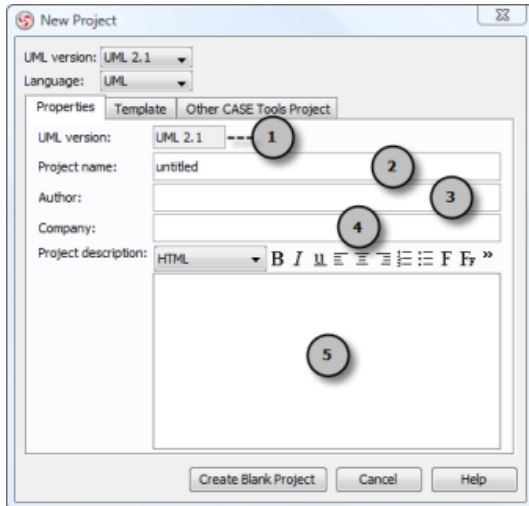 New Project
UML version: UML 2.1
Language: UML
Properties Template Other CASE Tools Project
UML version: UML 2.1 1
Project name: untitled 2
Author: 3
Company: 4
Project description: HTML B I u F FF »
5
Create Blank Project Cancel Help